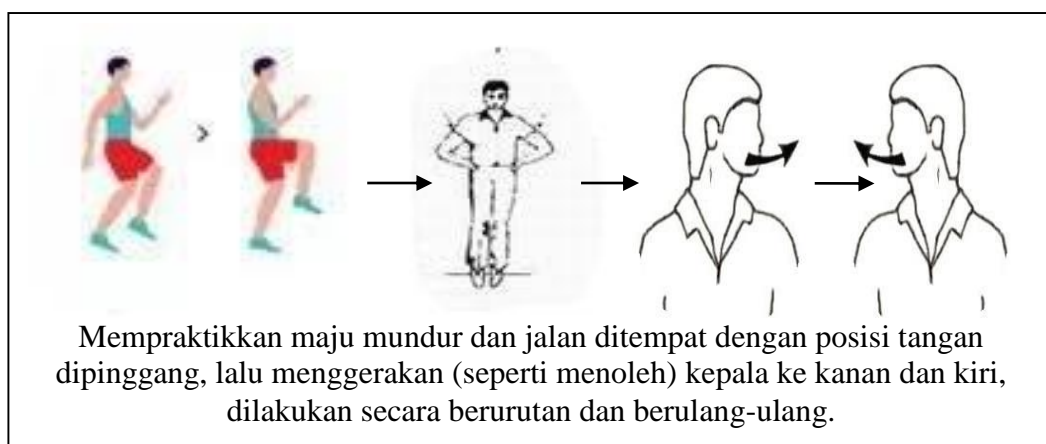 Mempraktikkan maju mundur dan jalan ditempat dengan posisi tangan
dipinggang, lalu menggerakan (seperti menoleh) kepala ke kanan dan kiri,
dilakukan secara berurutan dan berulang-ulang.